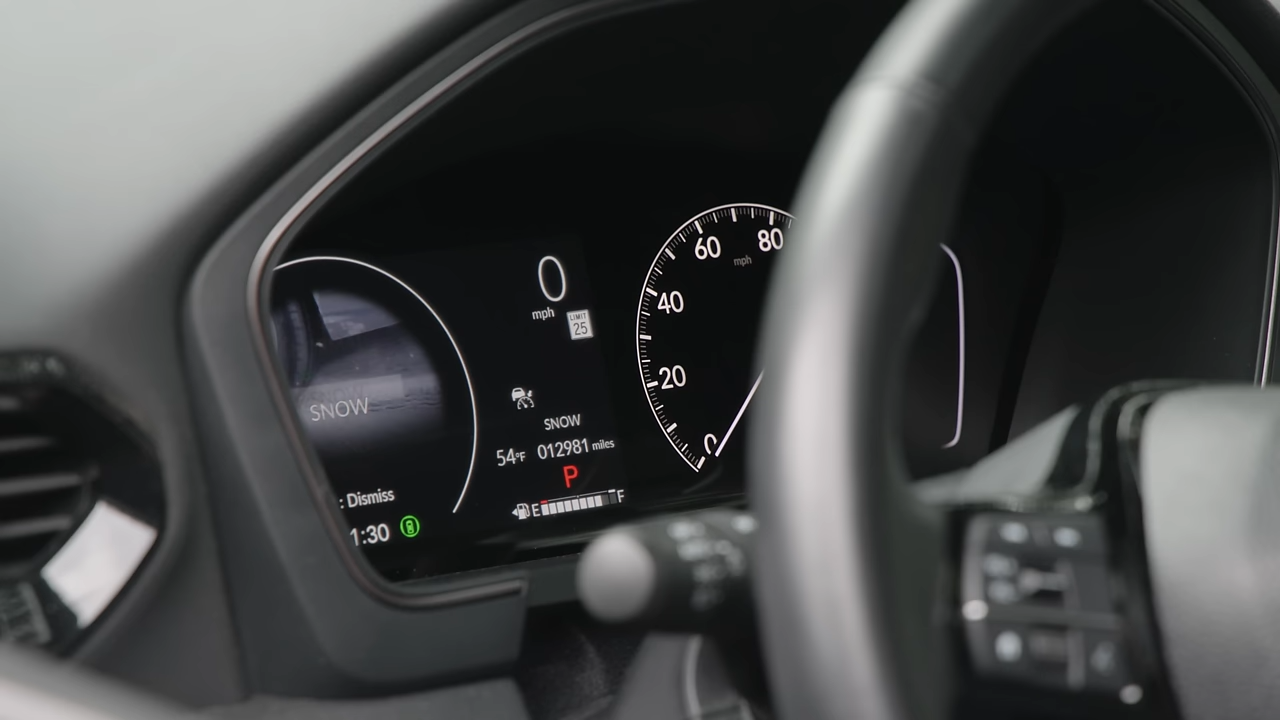 0
mph
LIMIT
25
SNOW
SNOW
54°F 012981 miles
P
E F
: Dismiss
1:30
80
60
mph
40
20
0